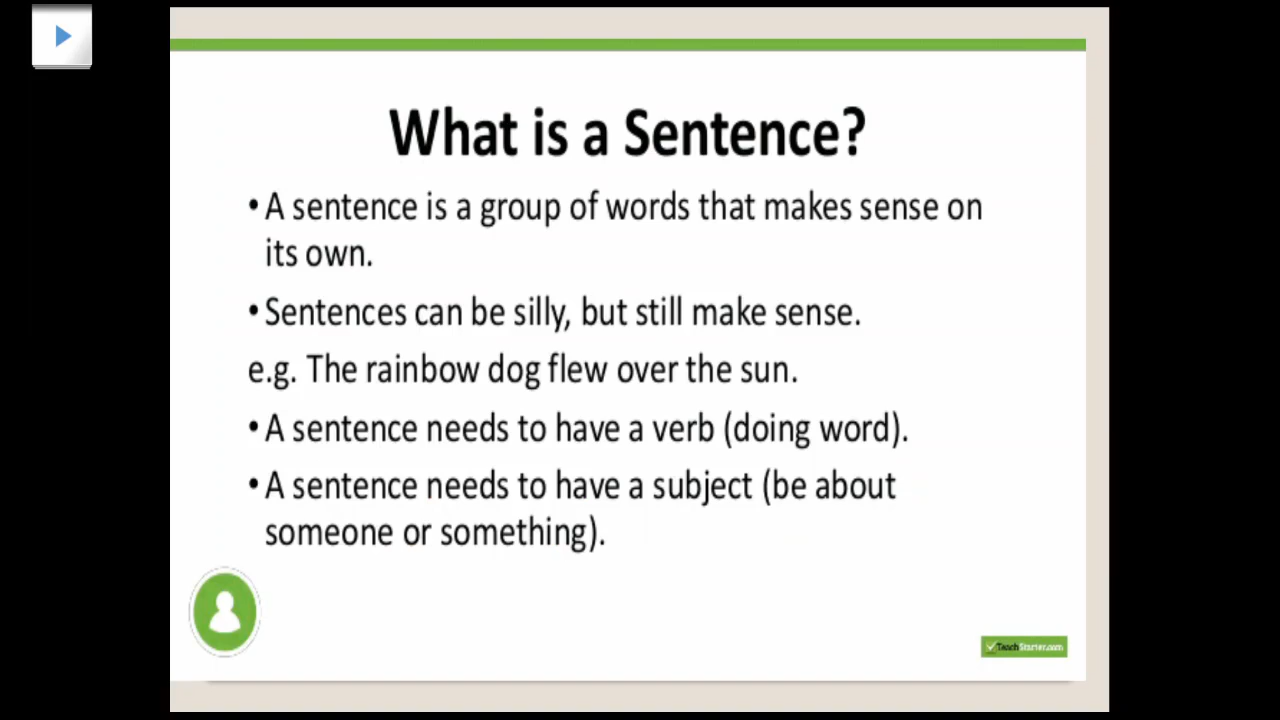 What is a Sentence?
• A sentence is a group of words that makes sense on
its own.
• Sentences can be silly, but still make sense.
e.g. The rainbow dog flew over the sun.
• A sentence needs to have a verb (doing word).
• A sentence needs to have a subject (be about
someone or something).
TeachStarter.com